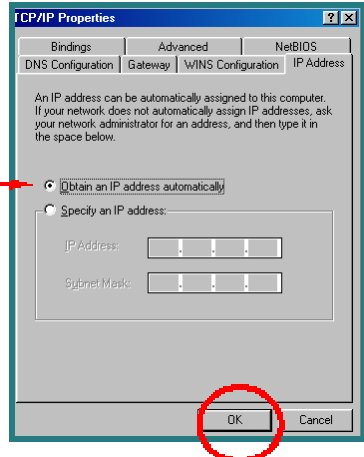 TCP/IP Properties
Bindings Advanced NetBIOS
DNS Configuration Gateway WINS Configuration IP Address
An IP address can be automatically assigned to this computer.
If your network does not automatically assign IP addresses, ask
your network administrator for an address, and then type it in
the space below.
Obtain an IP address automatically
Specify an IP address:
IP Address:
Subnet Mask:
OK Cancel